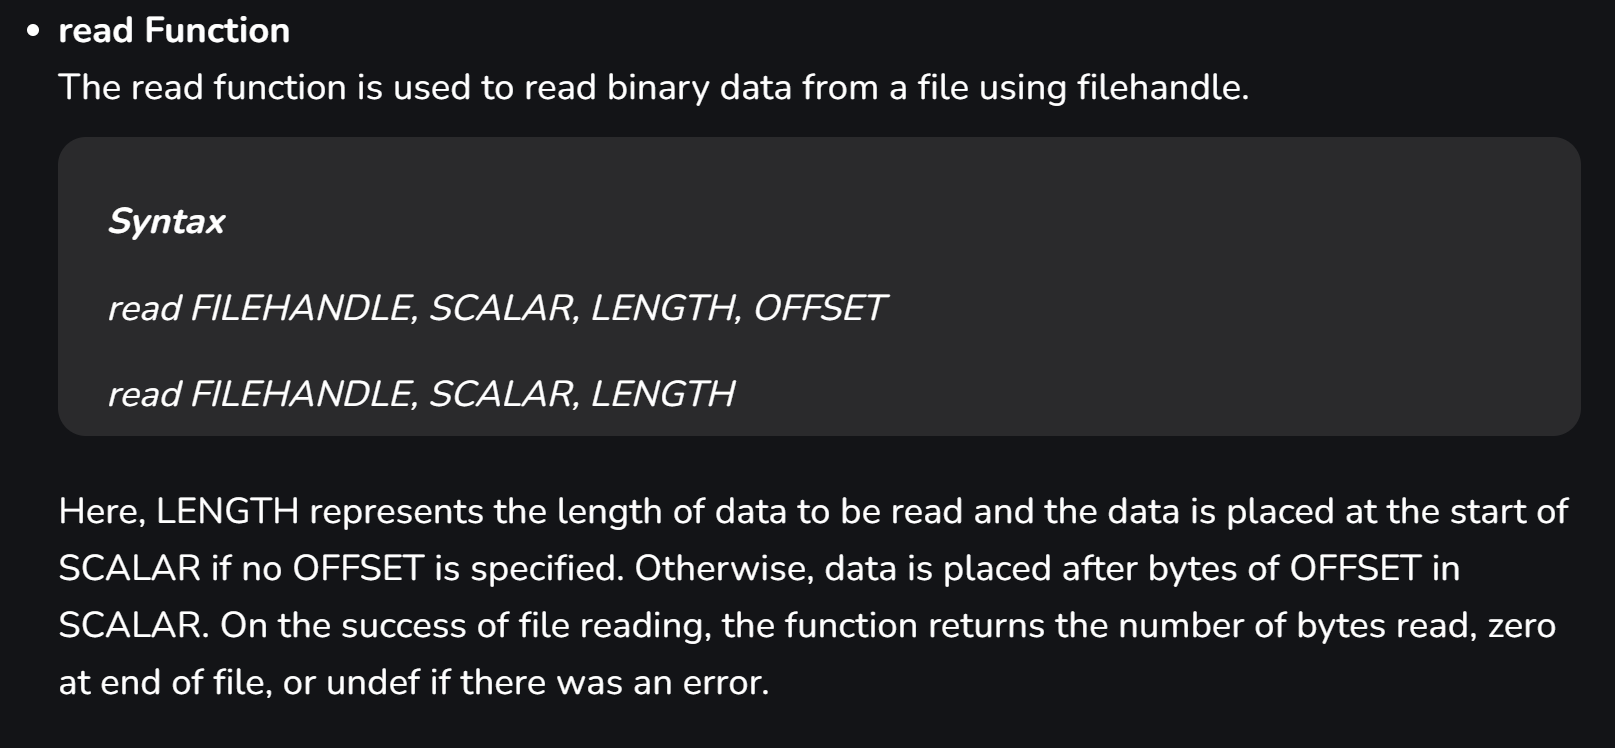 • read Function
The read function is used to read binary data from a file using filehandle.
Syntax
read FILEHANDLE, SCALAR, LENGTH, OFFSET
read FILEHANDLE, SCALAR, LENGTH
Here, LENGTH represents the length of data to be read and the data is placed at the start of
SCALAR if no OFFSET is specified. Otherwise, data is placed after bytes of OFFSET in
SCALAR. On the success of file reading, the function returns the number of bytes read, zero
at end of file, or undef if there was an error.